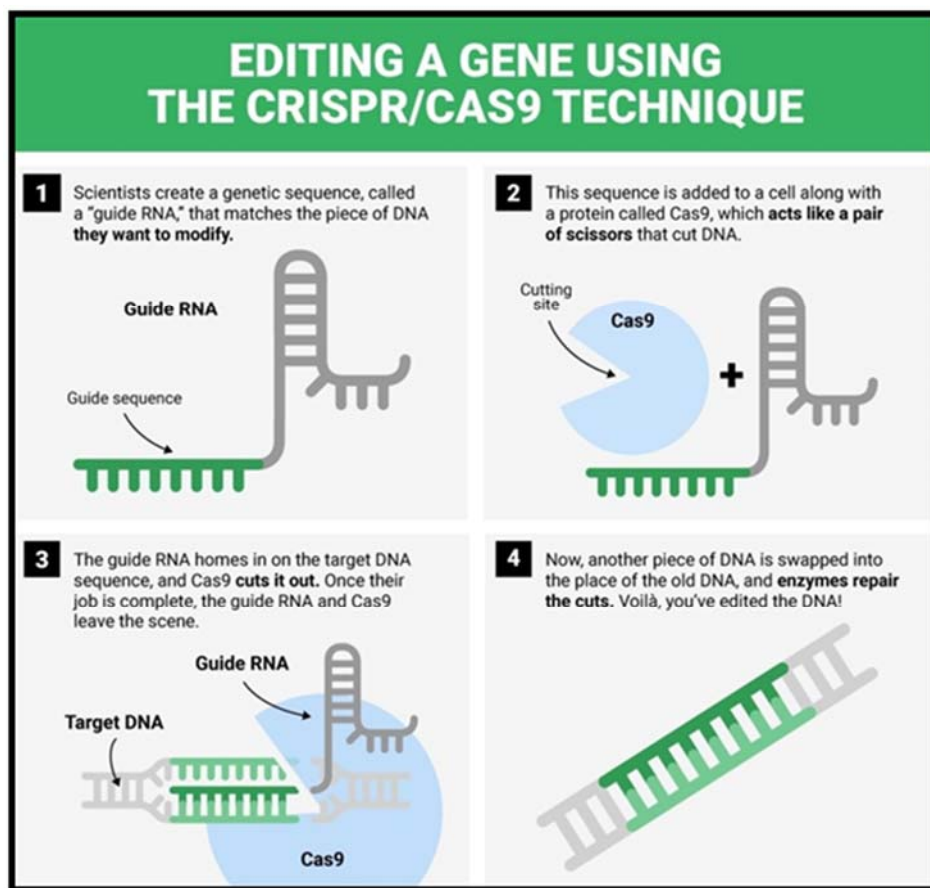 EDITING A GENE USING
THE CRISPR/CAS9 TECHNIQUE
1
Scientists create a genetic sequence, called
a “guide RNA,” that matches the piece of DNA
they want to modify.
Guide RNA
Guide sequence
2
This sequence is added to a cell along with
a protein called Cas9, which acts like a pair
of scissors that cut DNA.
Cutting
site
Cas9
+
3
The guide RNA homes in on the target DNA
sequence, and Cas9 cuts it out. Once their
job is complete, the guide RNA and Cas9
leave the scene.
Guide RNA
Target DNA
Cas9
4
Now, another piece of DNA is swapped into
the place of the old DNA, and enzymes repair
the cuts. Voilà, you’ve edited the DNA!